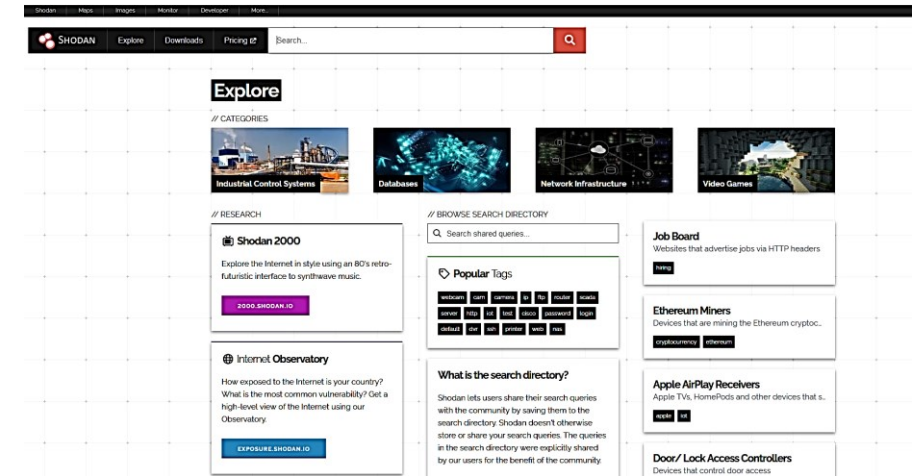 Shodan Maps Images Monitor Developer More...
SHODAN Explore Downloads Pricing Search...
Explore
// CATEGORIES
Industrial Control Systems
Databases
Network Infrastructure
Video Games
// RESEARCH
Shodan 2000
Explore the Internet in style using an 80's retro-
futuristic interface to synthwave music.
2000.SHODAN.IO
Internet Observatory
How exposed to the Internet is your country?
What is the most common vulnerability? Get a
high-level view of the Internet using our
Observatory.
EXPOSURE.SHODAN.IO
// BROWSE SEARCH DIRECTORY
Search shared queries...
Popular Tags
webcam cam camera ip ftp router scada
server http iot test cisco password login
default dvr ssh printer web nas
What is the search directory?
Shodan lets users share their search queries
with the community by saving them to the
search directory. Shodan doesn't otherwise
store or share your search queries. The queries
in the search directory were explicitly shared
by our users for the benefit of the community.
Job Board
Websites that advertise jobs via HTTP headers
hiring
Ethereum Miners
Devices that are mining the Ethereum cryptoc...
cryptocurrency ethereum
Apple AirPlay Receivers
Apple TVs, HomePods and other devices that s...
apple iot
Door/ Lock Access Controllers
Devices that control door access